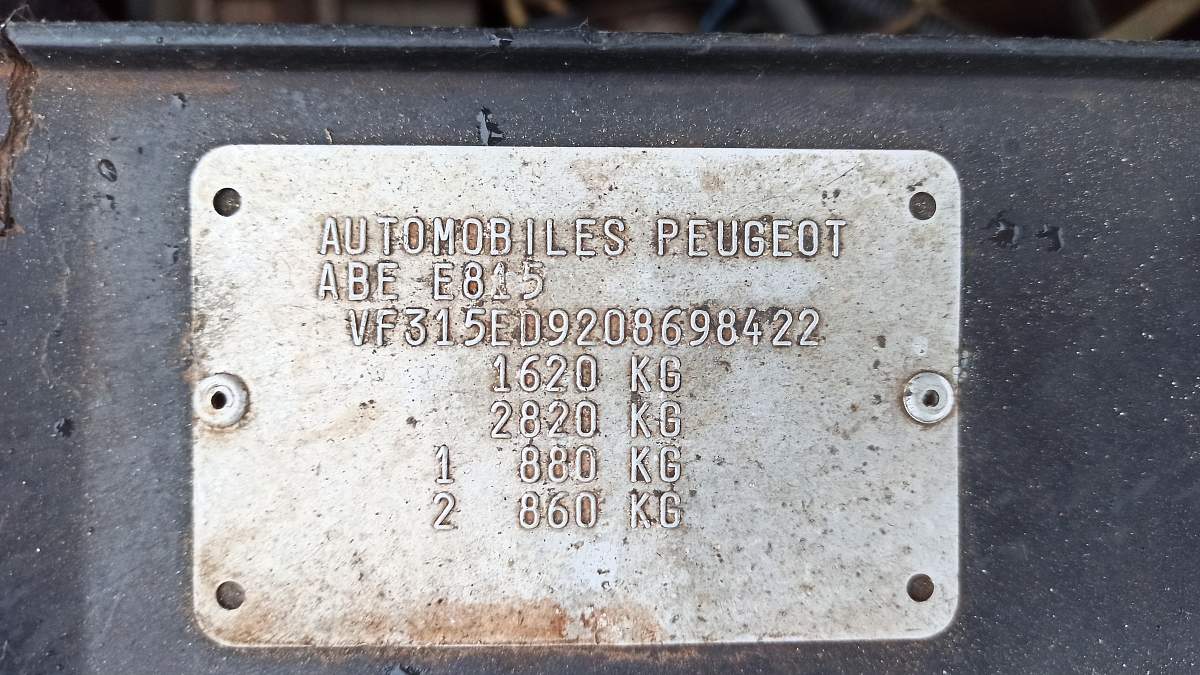 AUTOMOBILES PEUGEOT
ABE E815
VF315ED9208698422
1620 KG
2820 KG
1 880 KG
2 860 KG